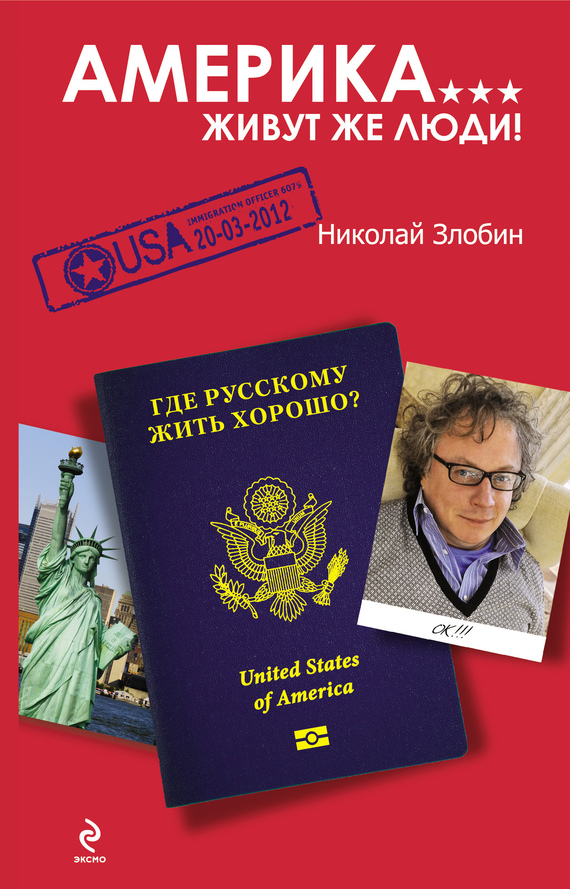 АМЕРИКА...
ЖИВУТ ЖЕ ЛЮДИ!
USA
IMMIGRATION OFFICER 607%
20-03-2012
Николай Злобин
ГДЕ РУССКОМУ
ЖИТЬ ХОРОШО?
United States
of America
OK!!!
ЭКСМО